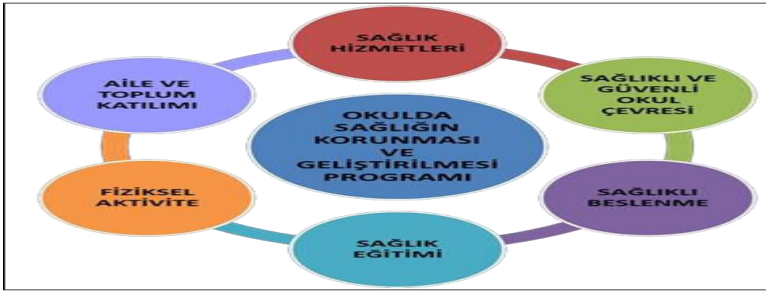 SAĞLIK
HİZMETLERİ
AİLE VE
TOPLUM
KATILIMI
SAĞLIKLI VE
GÜVENLİ
OKUL
ÇEVRESİ
OKULDA
SAĞLIĞIN
KORUNMASI
VE
GELİŞTİRİLMESİ
PROGRAMI
FİZİKSEL
AKTİVİTE
SAĞLIKLI
BESLENME
SAĞLIK
EĞİTİMİ